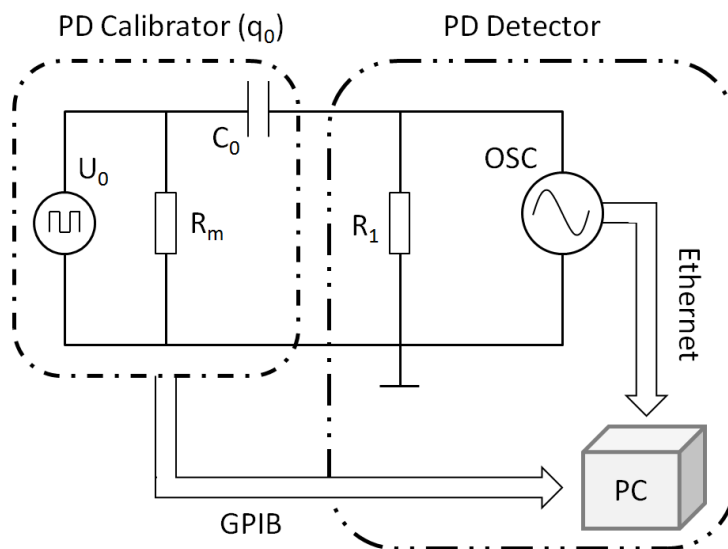 PD Calibrator (q₀)
PD Detector
C₀
U₀
OSC
Rₘ
R₁
Ethernet
PC
GPIB